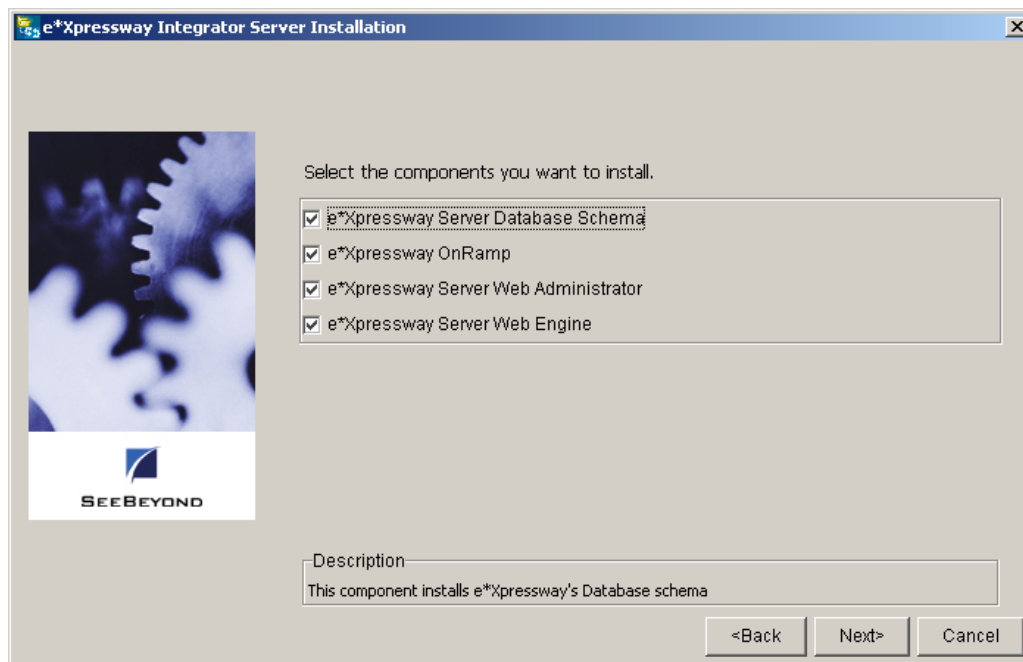 e*Xpressway Integrator Server Installation
Select the components you want to install.
e*Xpressway Server Database Schema
e*Xpressway OnRamp
e*Xpressway Server Web Administrator
e*Xpressway Server Web Engine
SEEBEYOND
Description
This component installs e*Xpressway's Database schema
<Back
Next>
Cancel